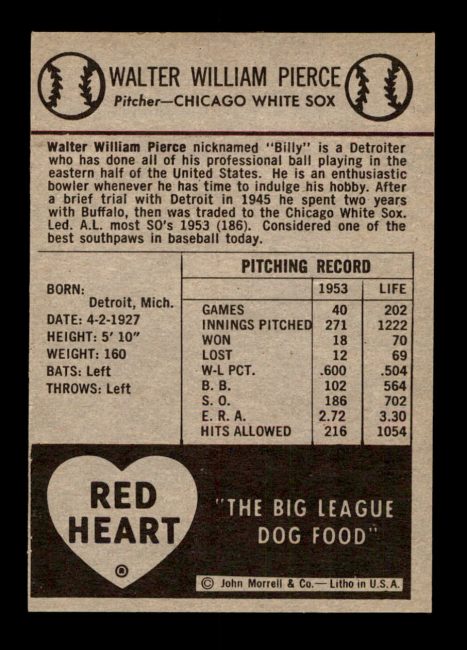 WALTER WILLIAM PIERCE
Pitcher—CHICAGO WHITE SOX
Walter William Pierce nicknamed "Billy" is a Detroiter
who has done all of his professional ball playing in the
eastern half of the United States. He is an enthusiastic
bowler whenever he has time to indulge his hobby. After
a brief trial with Detroit in 1945 he spent two years
with Buffalo, then was traded to the Chicago White Sox.
Led. A.L. most SO's 1953 (186). Considered one of the
best southpaws in baseball today.
BORN:
Detroit, Mich.
DATE: 4-2-1927
HEIGHT: 5' 10"
WEIGHT: 160
BATS: Left
THROWS: Left
PITCHING RECORD
1953 LIFE
GAMES 40 202
INNINGS PITCHED 271 1222
WON 18 70
LOST 12 69
W-L PCT. .600 .504
B. B. 102 564
S. O. 186 702
E. R. A. 2.72 3.30
HITS ALLOWED 216 1054
RED
HEART
®
"THE BIG LEAGUE
DOG FOOD"
© John Morrell & Co.—Litho in U.S.A.